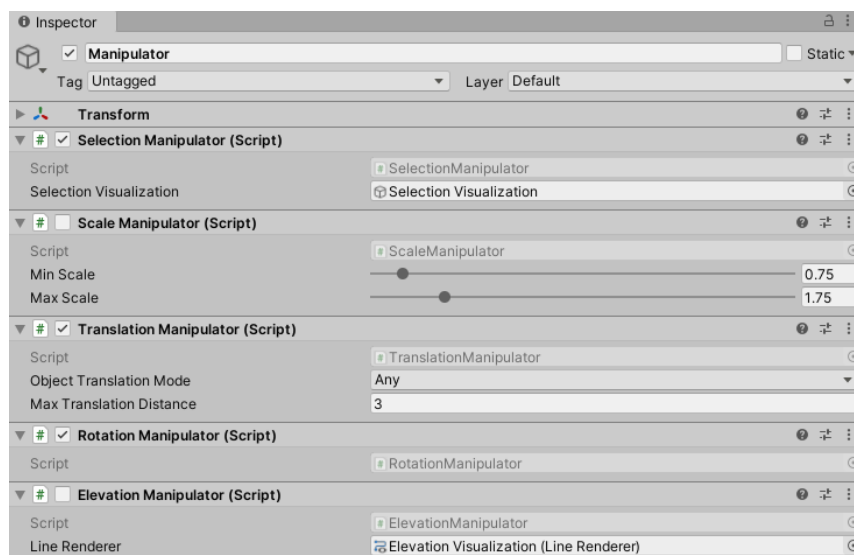 Inspector
Manipulator
Static
Tag Untagged Layer Default
Transform
# Selection Manipulator (Script)
Script # SelectionManipulator
Selection Visualization Selection Visualization
# Scale Manipulator (Script)
Script # ScaleManipulator
Min Scale 0.75
Max Scale 1.75
# Translation Manipulator (Script)
Script # TranslationManipulator
Object Translation Mode Any
Max Translation Distance 3
# Rotation Manipulator (Script)
Script # RotationManipulator
# Elevation Manipulator (Script)
Script # ElevationManipulator
Line Renderer Elevation Visualization (Line Renderer)